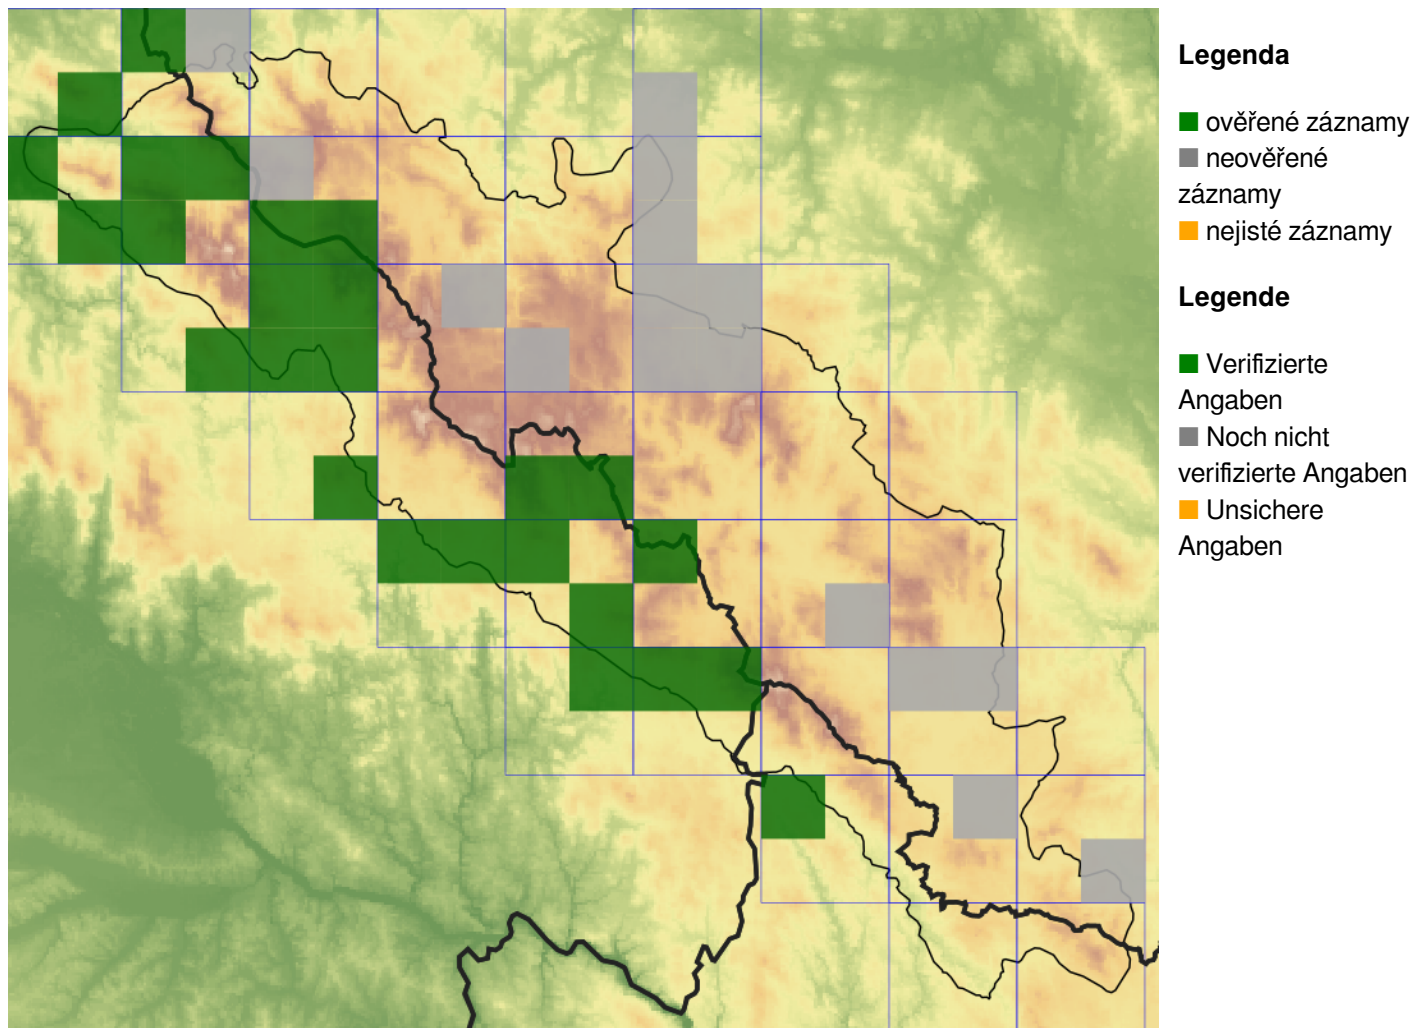 Legenda
ověřené záznamy
neověřené
záznamy
nejisté záznamy
Legende
Verifizierte
Angaben
Noch nicht
verifizierte Angaben
Unsichere
Angaben